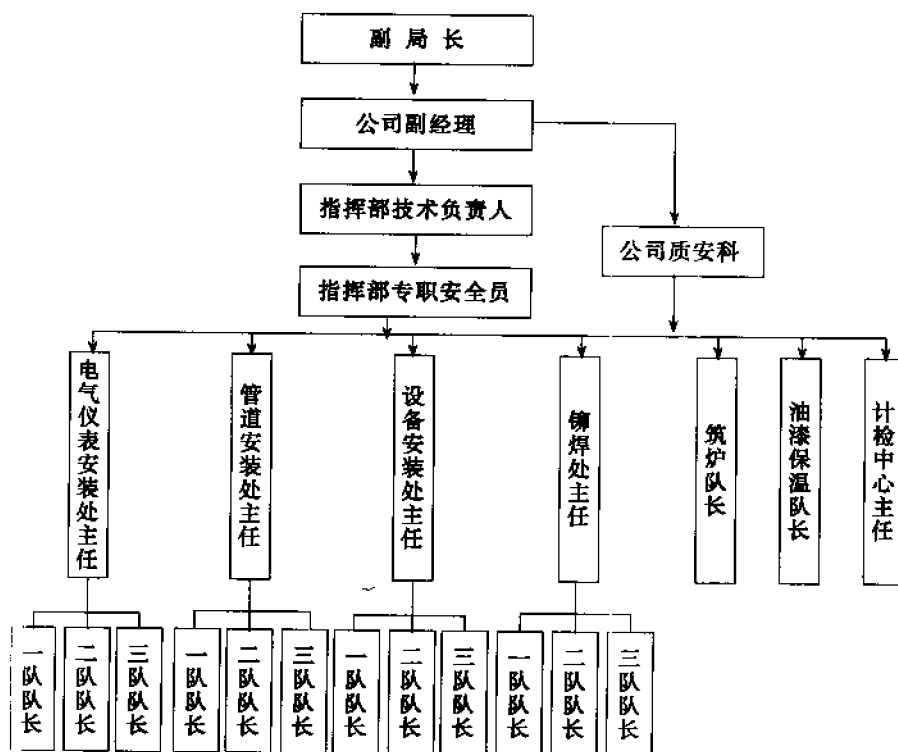 副局长
公司副经理
指挥部技术负责人
公司质安科
指挥部专职安全员
电气仪表安装处主任
管道安装处主任
设备安装处主任
铆焊处主任
筑炉队长
油漆保温队长
计检中心主任
一队队长
二队队长
三队队长
一队队长
二队队长
三队队长
一队队长
二队队长
三队队长
一队队长
二队队长
三队队长